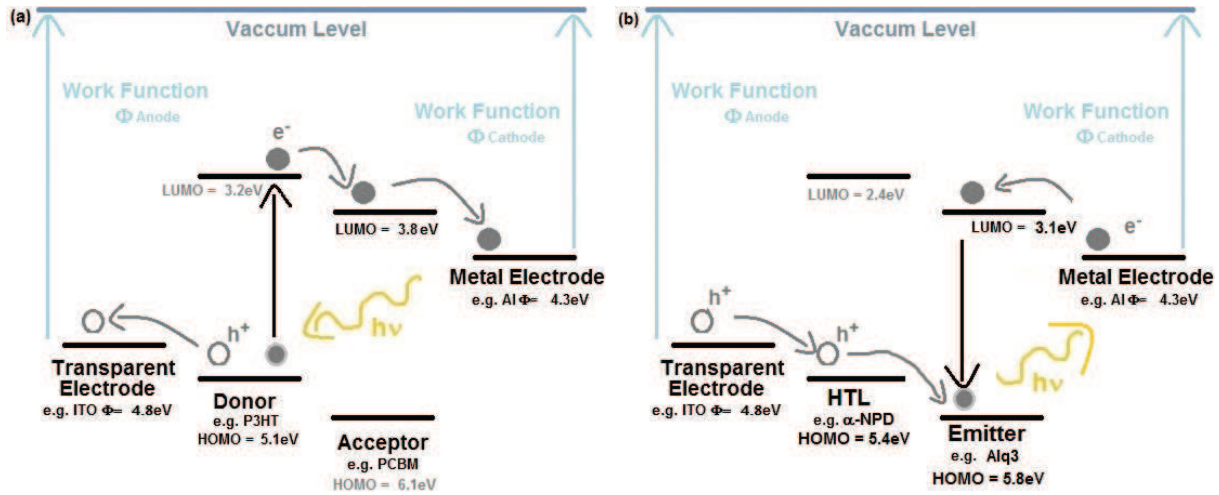 (a)
Vaccum Level
Work Function
Φ Anode
Work Function
Φ Cathode
e-
LUMO = 3.2eV
LUMO = 3.8eV
Metal Electrode
e.g. Al Φ= 4.3eV
hν
h+
Transparent
Electrode
e.g. ITO Φ= 4.8eV
Donor
e.g. P3HT
HOMO = 5.1eV
Acceptor
e.g. PCBM
HOMO = 6.1eV
(b)
Vaccum Level
Work Function
Φ Anode
Work Function
Φ Cathode
LUMO = 2.4eV
LUMO = 3.1eV
e-
Metal Electrode
e.g. Al Φ= 4.3eV
h+
h+
hν
Transparent
Electrode
e.g. ITO Φ= 4.8eV
HTL
e.g. α-NPD
HOMO = 5.4eV
Emitter
e.g. Alq3
HOMO = 5.8eV